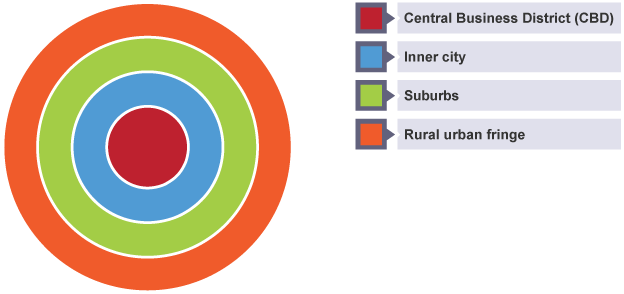 Central Business District (CBD)
Inner city
Suburbs
Rural urban fringe